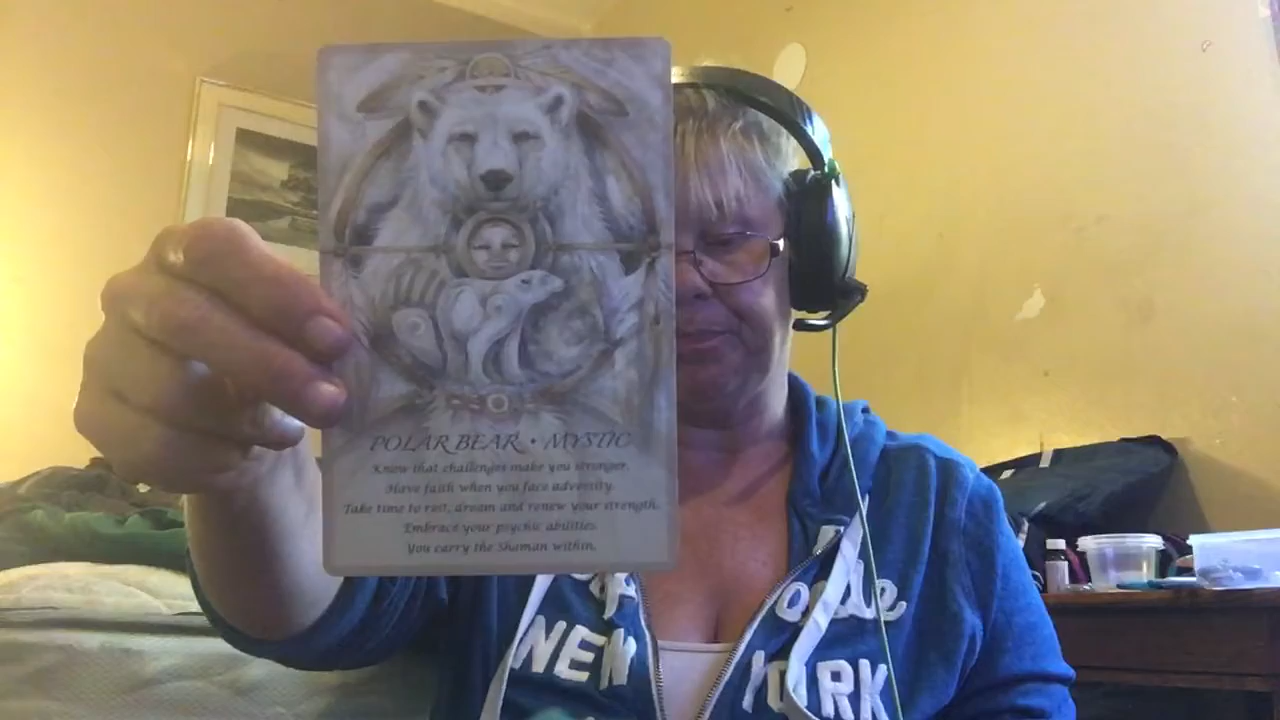 POLAR BEAR • MYSTIC
Know that challenges make you stronger.
Have faith when you face adversity.
Take time to rest, dream and renew your strength.
Embrace your psychic abilities.
You carry the Shaman within.
NEW YORK